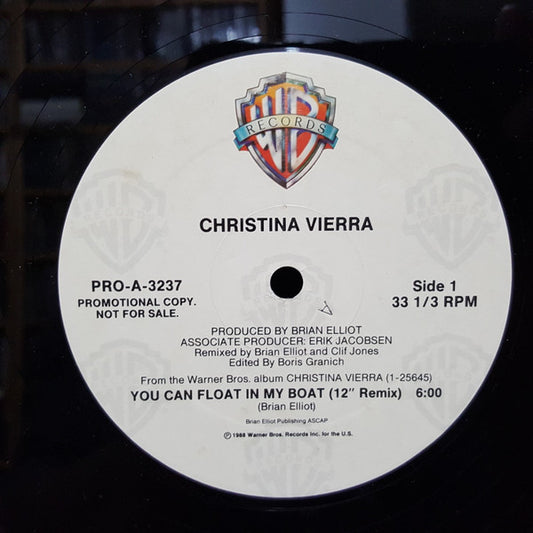 WB
RECORDS
CHRISTINA VIERRA
PRO-A-3237
PROMOTIONAL COPY.
NOT FOR SALE.
Side 1
33 1/3 RPM
PRODUCED BY BRIAN ELLIOT
ASSOCIATE PRODUCER: ERIK JACOBSEN
Remixed by Brian Elliot and Clif Jones
Edited By Boris Granich
From the Warner Bros. album CHRISTINA VIERRA (1-25645)
YOU CAN FLOAT IN MY BOAT (12" Remix) 6:00
(Brian Elliot)
Brian Elliot Publishing ASCAP
℗ 1988 Warner Bros. Records Inc. for the U.S.